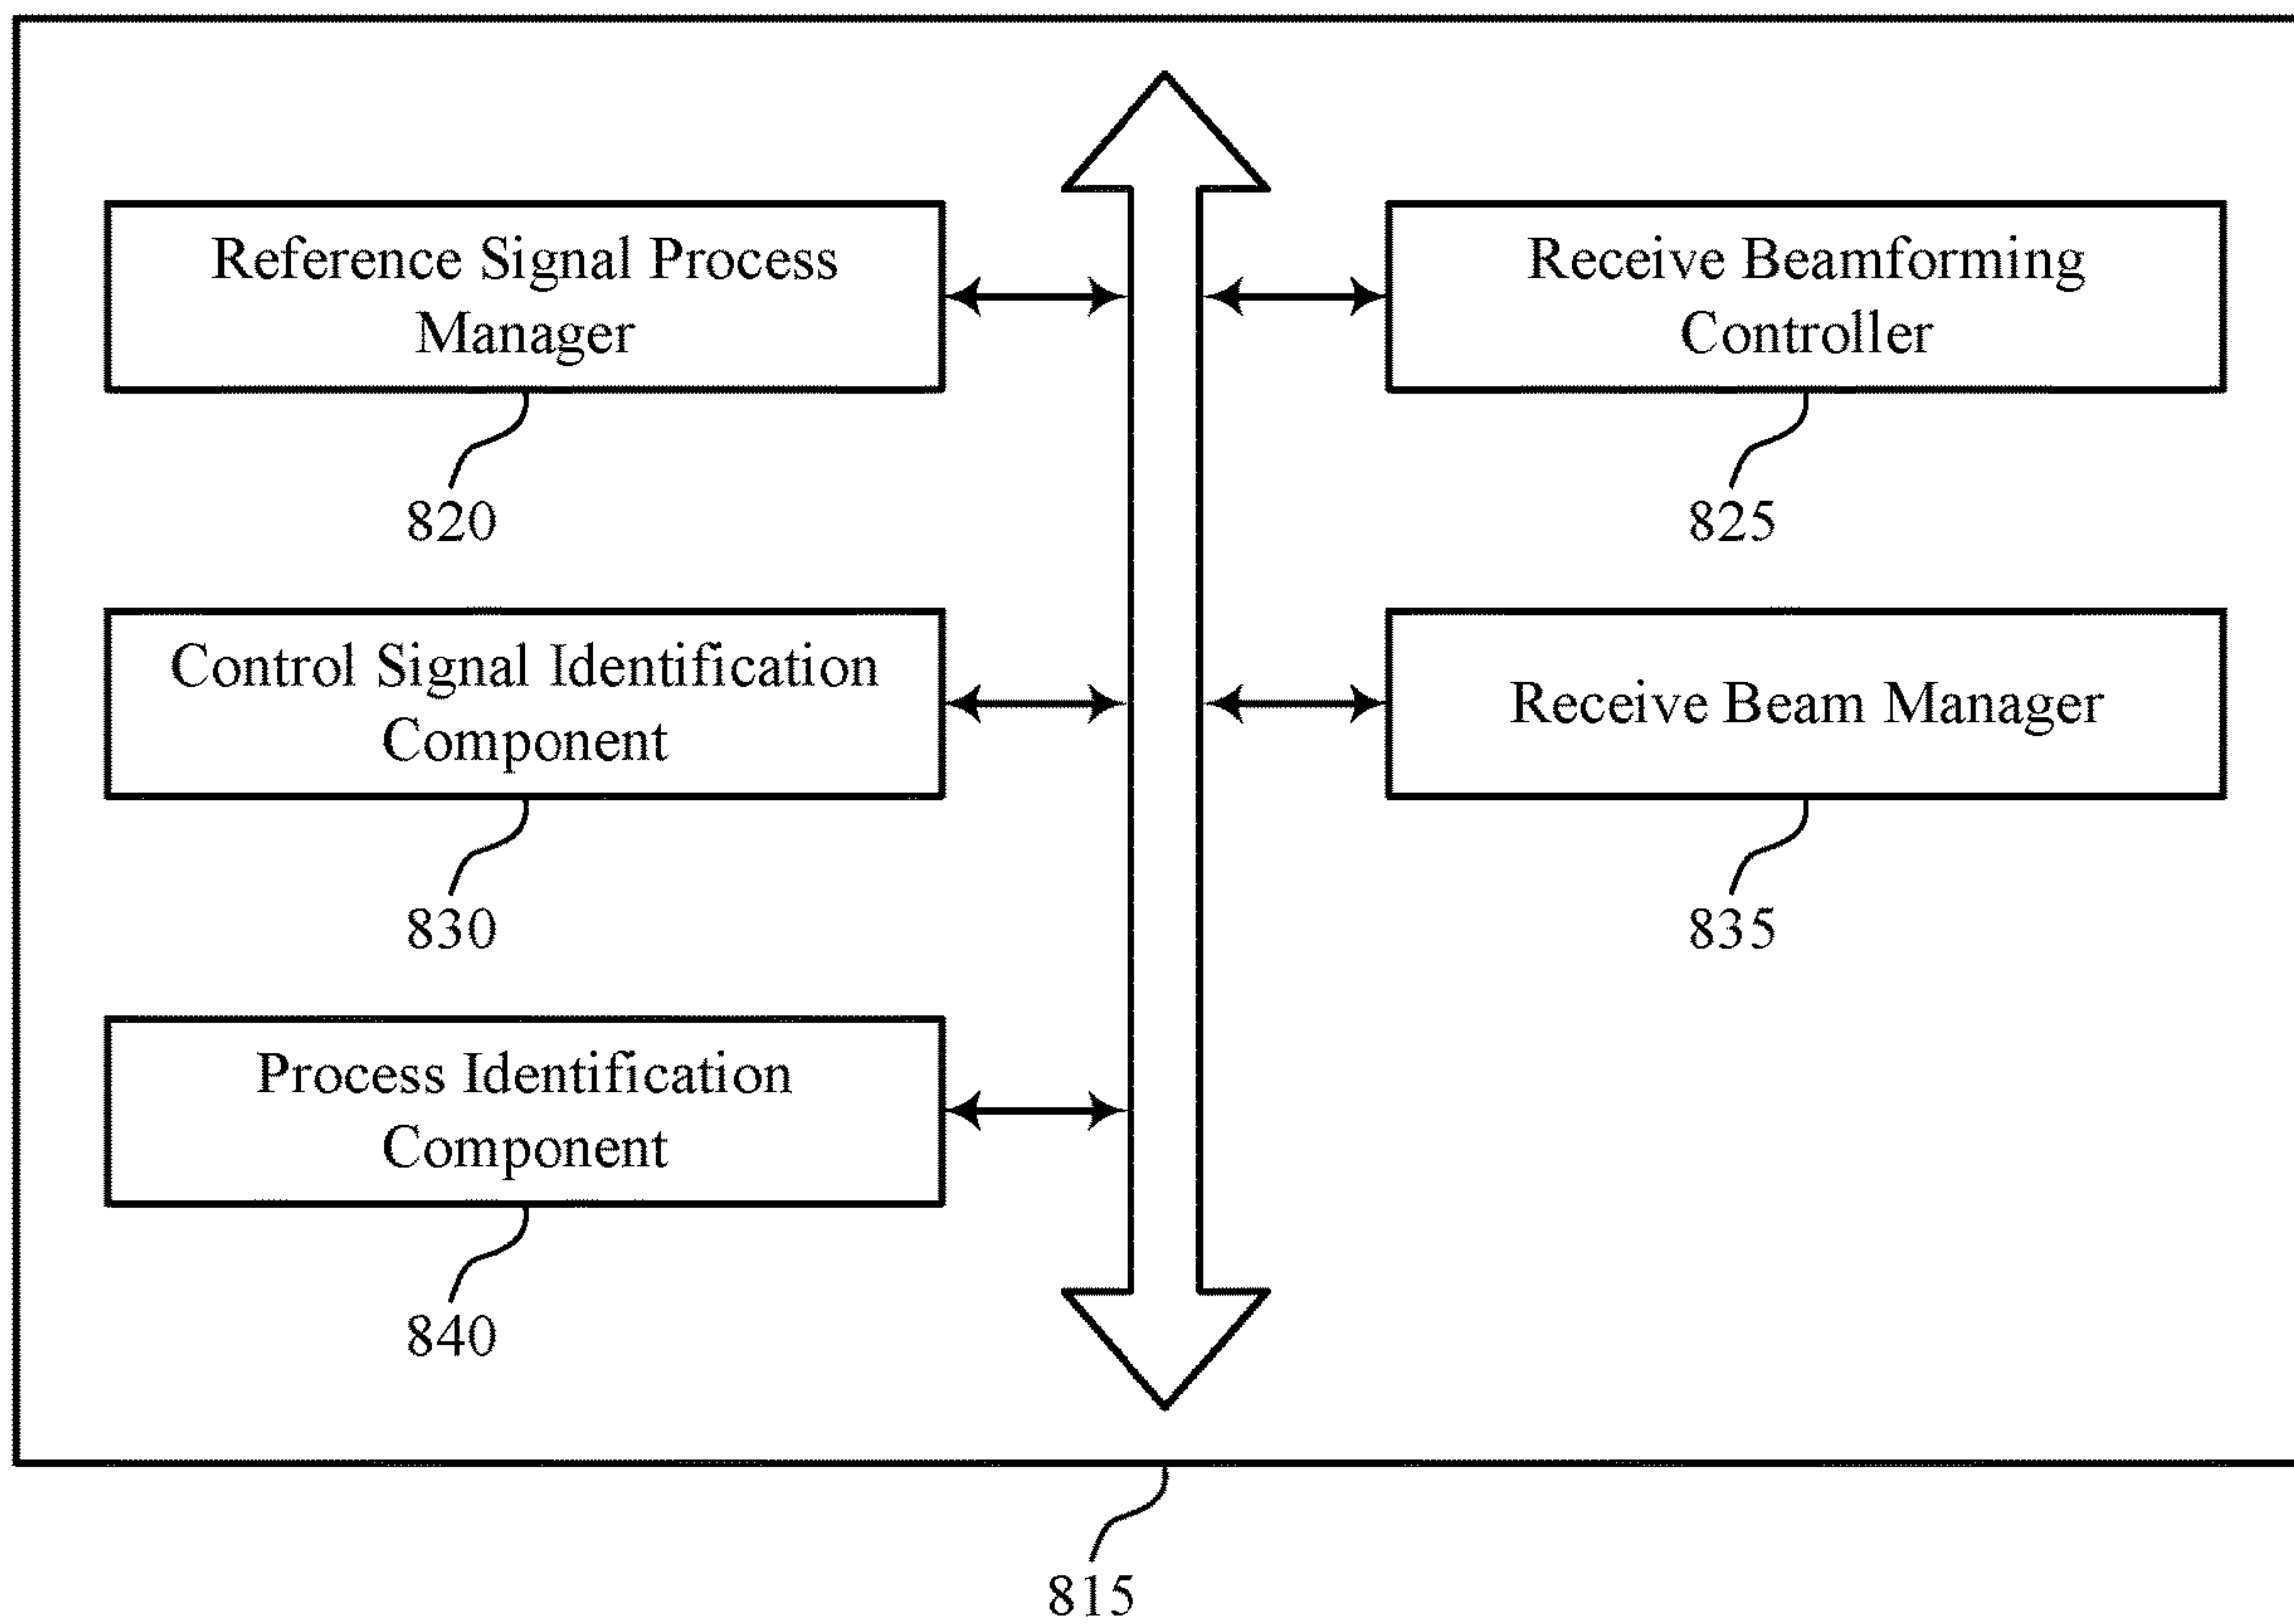 Reference Signal Process
Manager
820
Receive Beamforming
Controller
825
Control Signal Identification
Component
830
Receive Beam Manager
835
Process Identification
Component
840
815